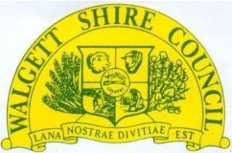 WALGETT SHIRE COUNCIL
LANA NOSTRAE DIVITIAE EST